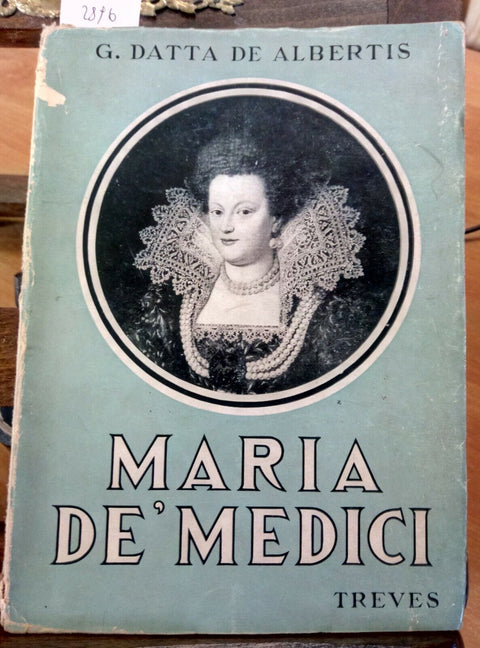 2876
G. DATTA DE ALBERTIS
MARIA
DE' MEDICI
TREVES